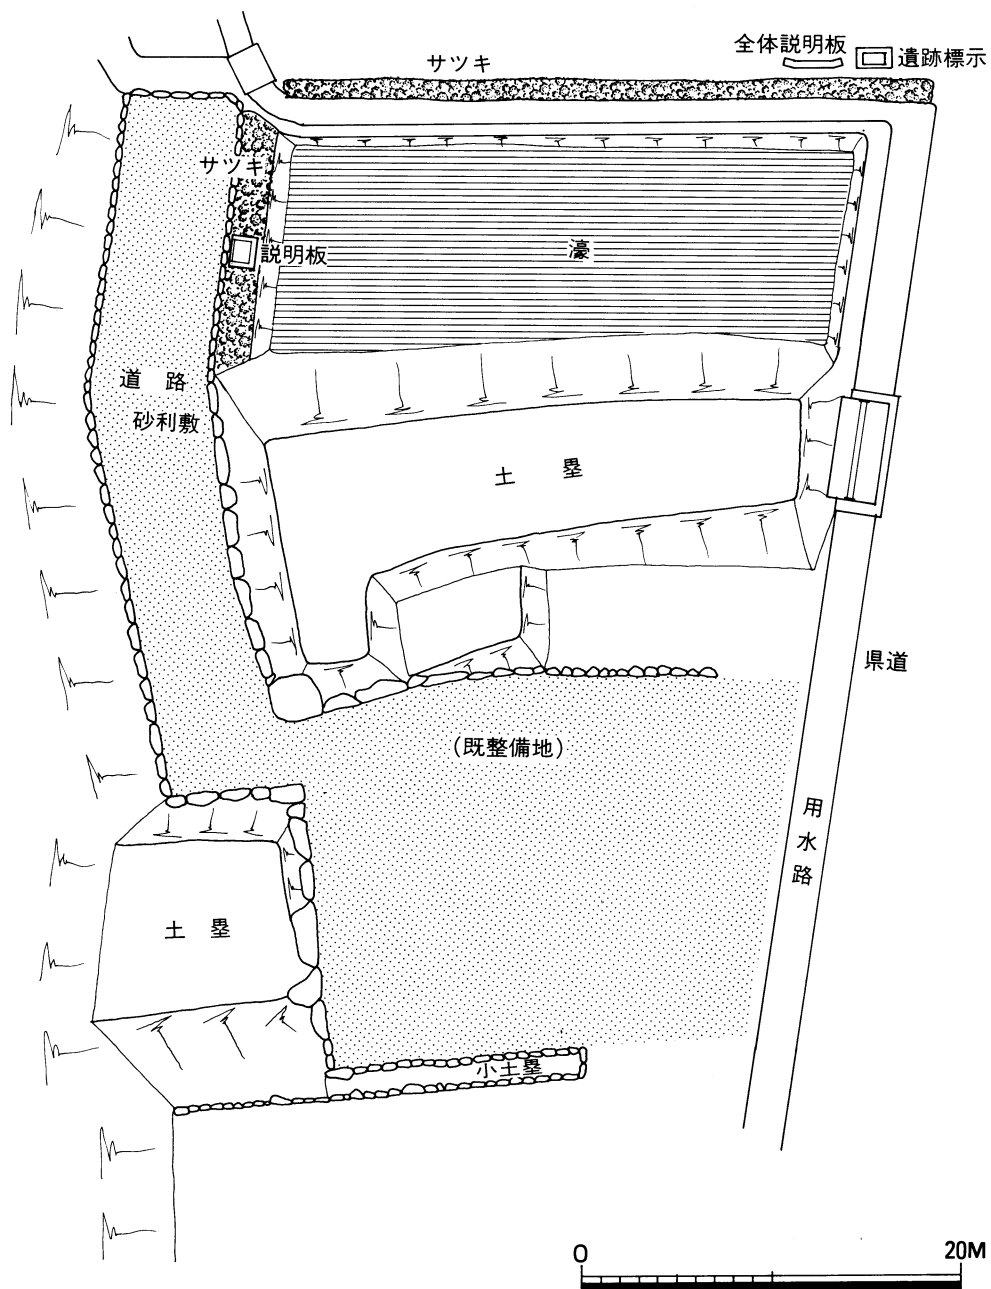 全体説明板
遺跡標示
サツキ
サツキ
説明板
濠
道路
砂利敷
土塁
県道
(既整備地)
用水路
土塁
小土塁
0 20M